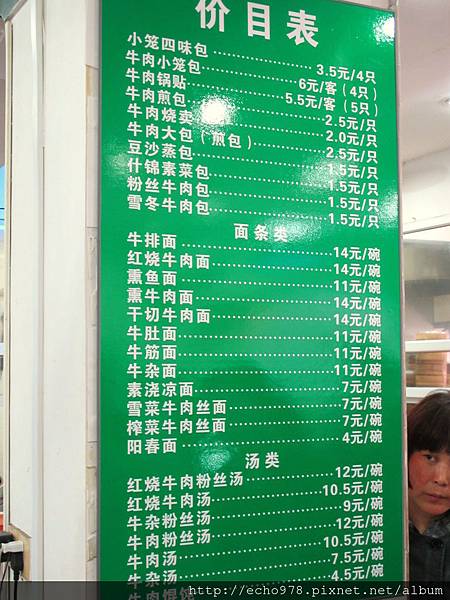 价目表
小笼四味包 3.5元/4只
牛肉小笼包 6元/客（4只）
牛肉锅贴 5.5元/客（5只）
牛肉煎包 2.5元/只
牛肉烧卖 2.0元/只
牛肉大包（煎包） 2.5元/只
豆沙蒸包 1.5元/只
什锦素菜包 1.5元/只
粉丝牛肉包 1.5元/只
雪冬牛肉包 1.5元/只
面条类
牛排面 14元/碗
红烧牛肉面 14元/碗
熏鱼面 11元/碗
熏牛肉面 14元/碗
干切牛肉面 14元/碗
牛肚面 11元/碗
牛筋面 11元/碗
牛杂面 11元/碗
素浇凉面 7元/碗
雪菜牛肉丝面 7元/碗
榨菜牛肉丝面 7元/碗
阳春面 4元/碗
汤类
红烧牛肉粉丝汤 12元/碗
红烧牛肉汤 10.5元/碗
牛杂粉丝汤 9元/碗
牛肉粉丝汤 12元/碗
牛肉汤 10.5元/碗
牛杂汤 7.5元/碗
牛肉馄饨 4.5元/碗
http://echo978.pixnet.net/album